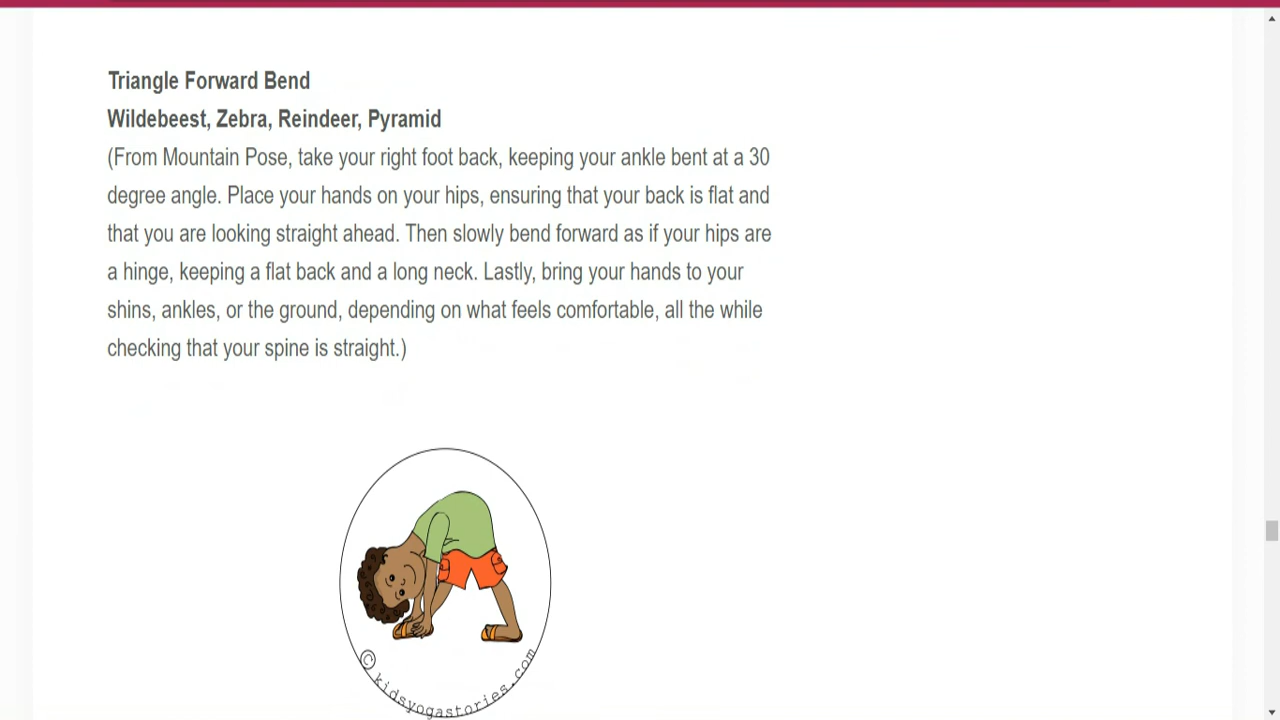 Triangle Forward Bend
Wildebeest, Zebra, Reindeer, Pyramid
(From Mountain Pose, take your right foot back, keeping your ankle bent at a 30
degree angle. Place your hands on your hips, ensuring that your back is flat and
that you are looking straight ahead. Then slowly bend forward as if your hips are
a hinge, keeping a flat back and a long neck. Lastly, bring your hands to your
shins, ankles, or the ground, depending on what feels comfortable, all the while
checking that your spine is straight.)
© kidsyogastories.com